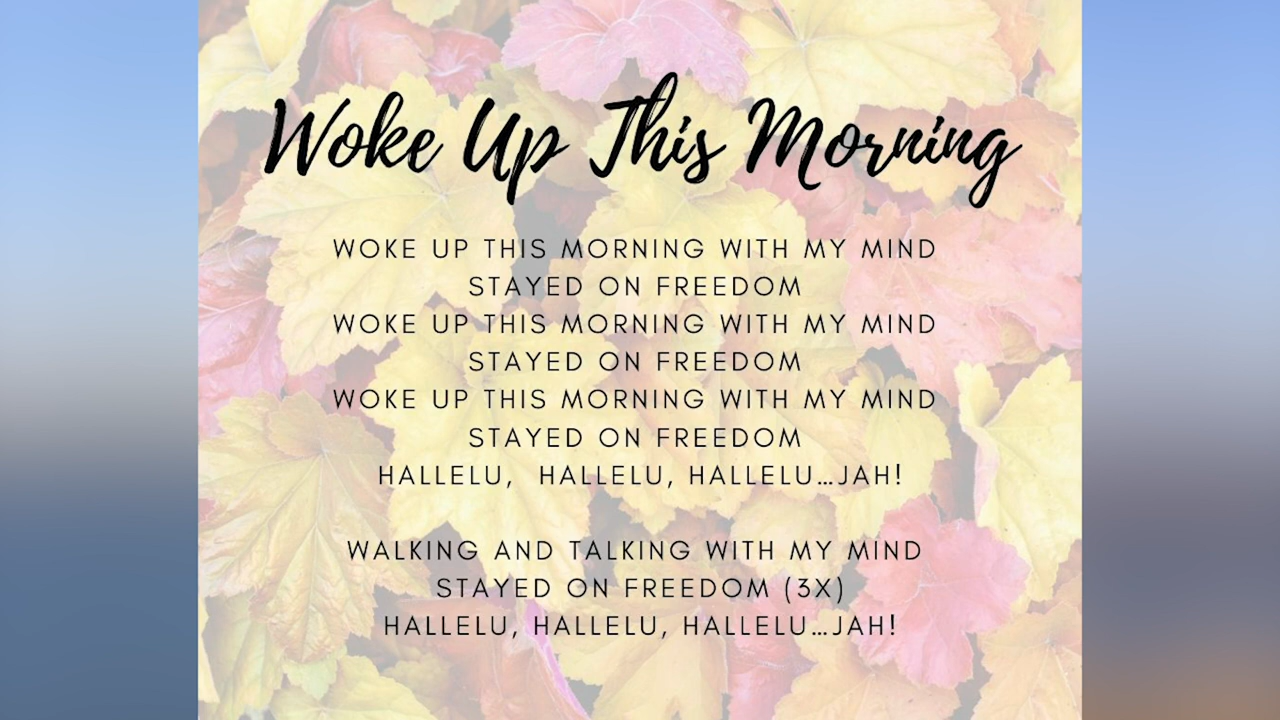 Woke Up This Morning
WOKE UP THIS MORNING WITH MY MIND
STAYED ON FREEDOM
WOKE UP THIS MORNING WITH MY MIND
STAYED ON FREEDOM
WOKE UP THIS MORNING WITH MY MIND
STAYED ON FREEDOM
HALLELU, HALLELU, HALLELU...JAH!
WALKING AND TALKING WITH MY MIND
STAYED ON FREEDOM (3X)
HALLELU, HALLELU, HALLELU...JAH!